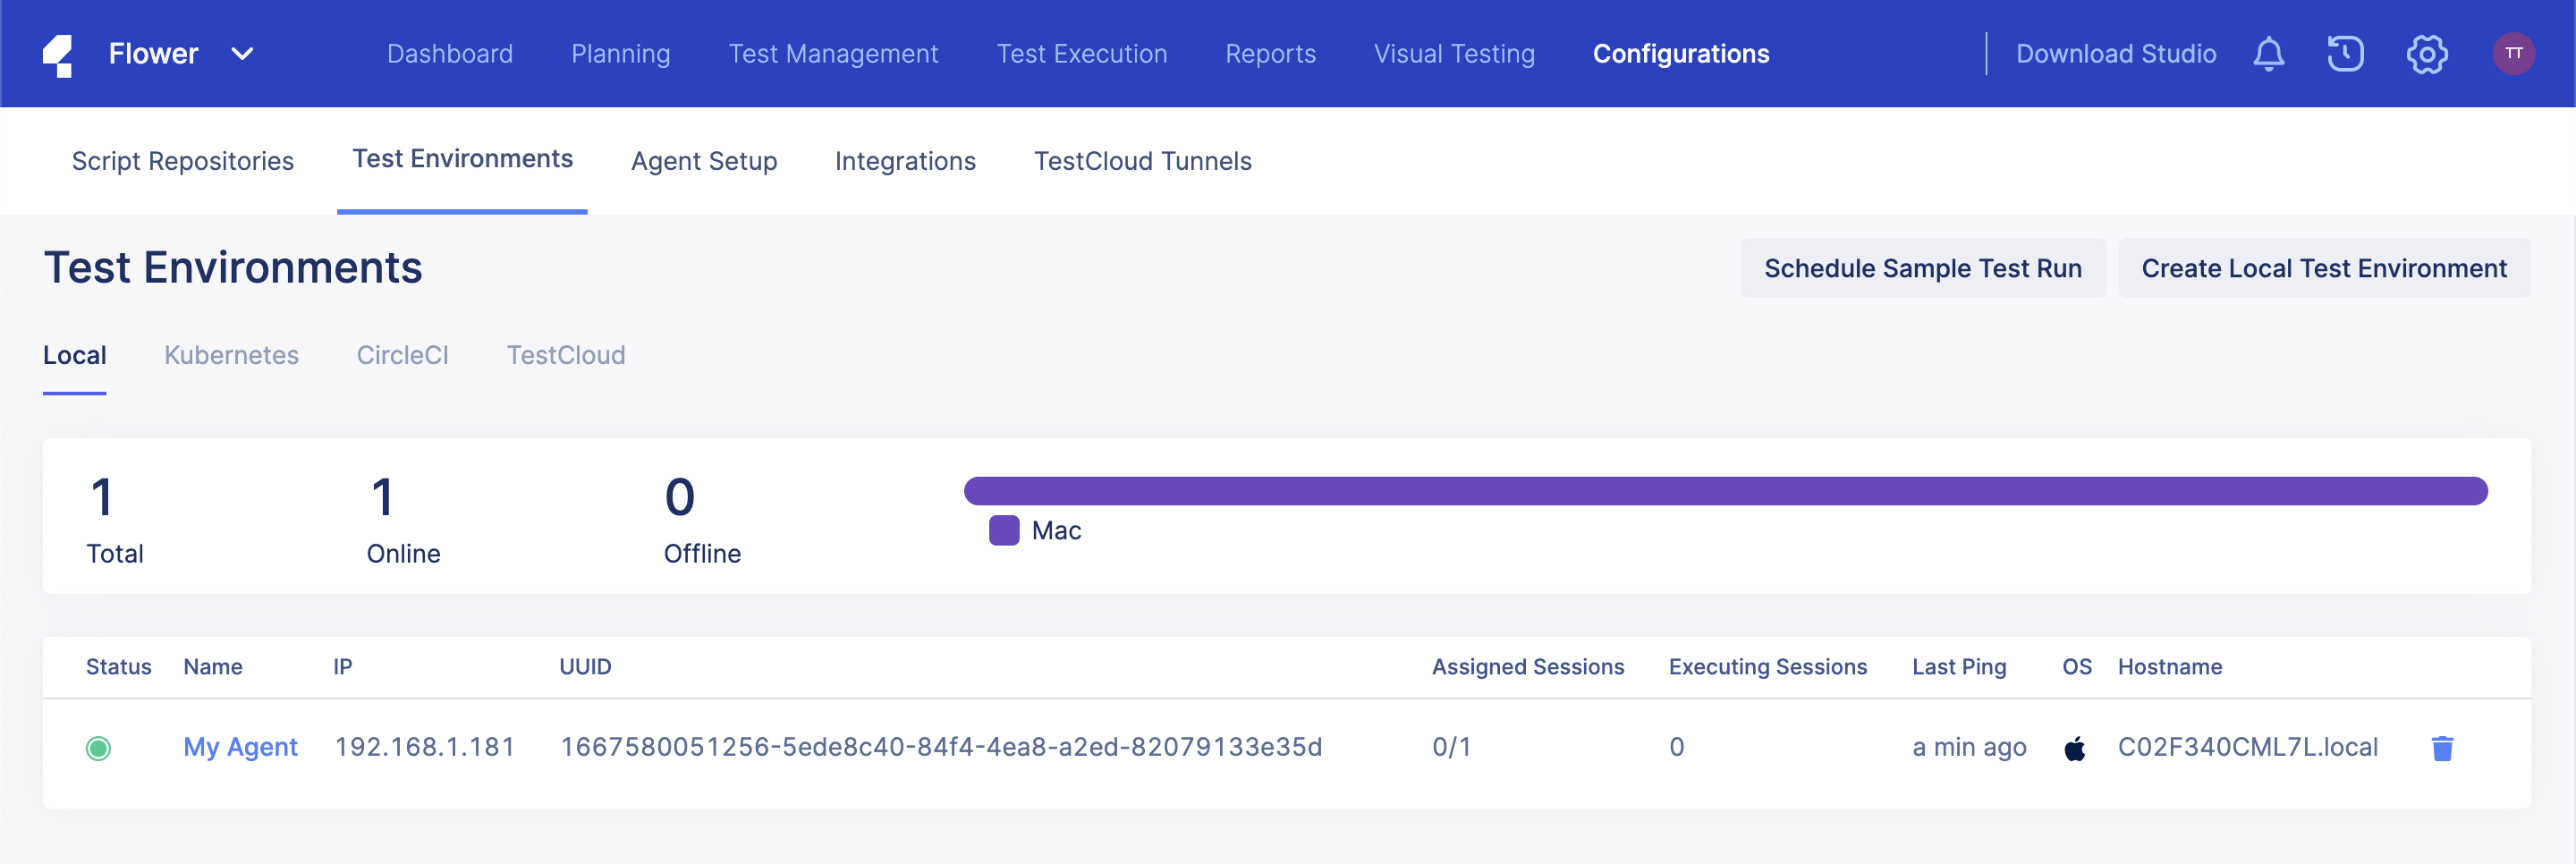 Flower Dashboard Planning Test Management Test Execution Reports Visual Testing Configurations Download Studio TT
Script Repositories Test Environments Agent Setup Integrations TestCloud Tunnels
Test Environments Schedule Sample Test Run Create Local Test Environment
Local Kubernetes CircleCI TestCloud
1 1 0
Mac
Total Online Offline
Status Name IP UUID Assigned Sessions Executing Sessions Last Ping OS Hostname
My Agent 192.168.1.181 1667580051256-5ede8c40-84f4-4ea8-a2ed-82079133e35d 0/1 0 a min ago C02F340CML7L.local